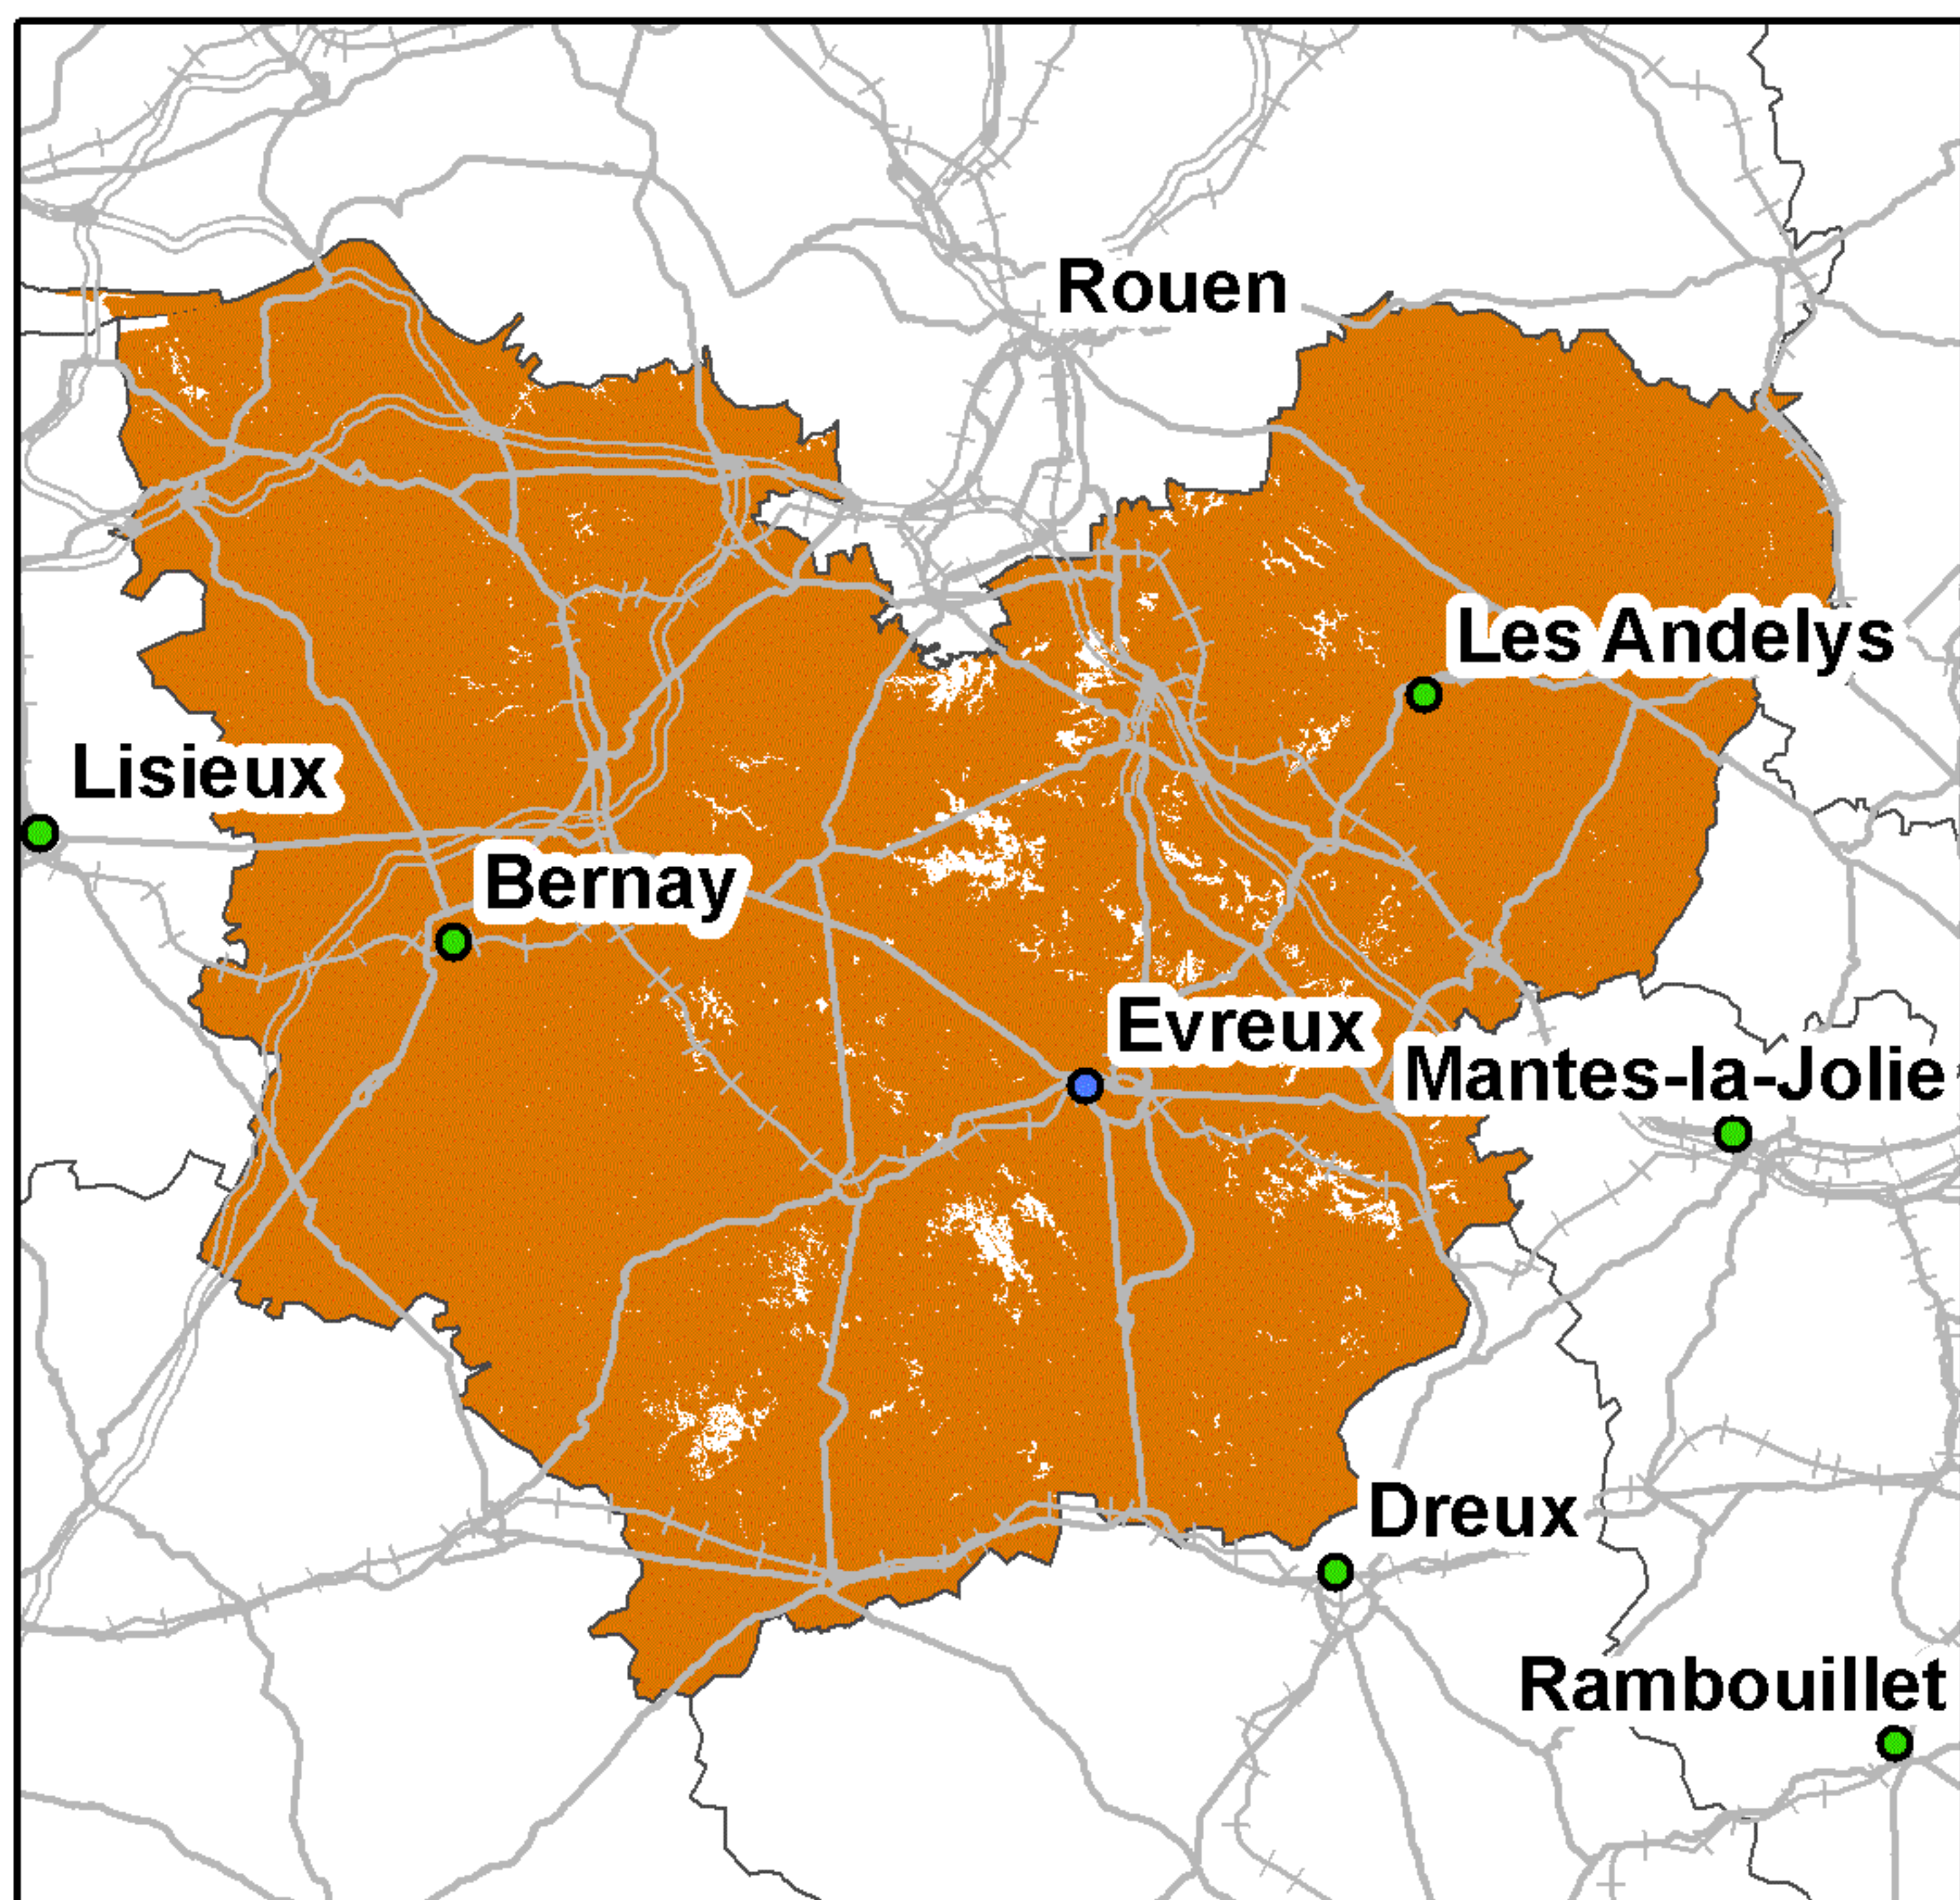 Rouen
Les Andelys
Lisieux
Bernay
Evreux
Mantes-la-Jolie
Dreux
Rambouillet